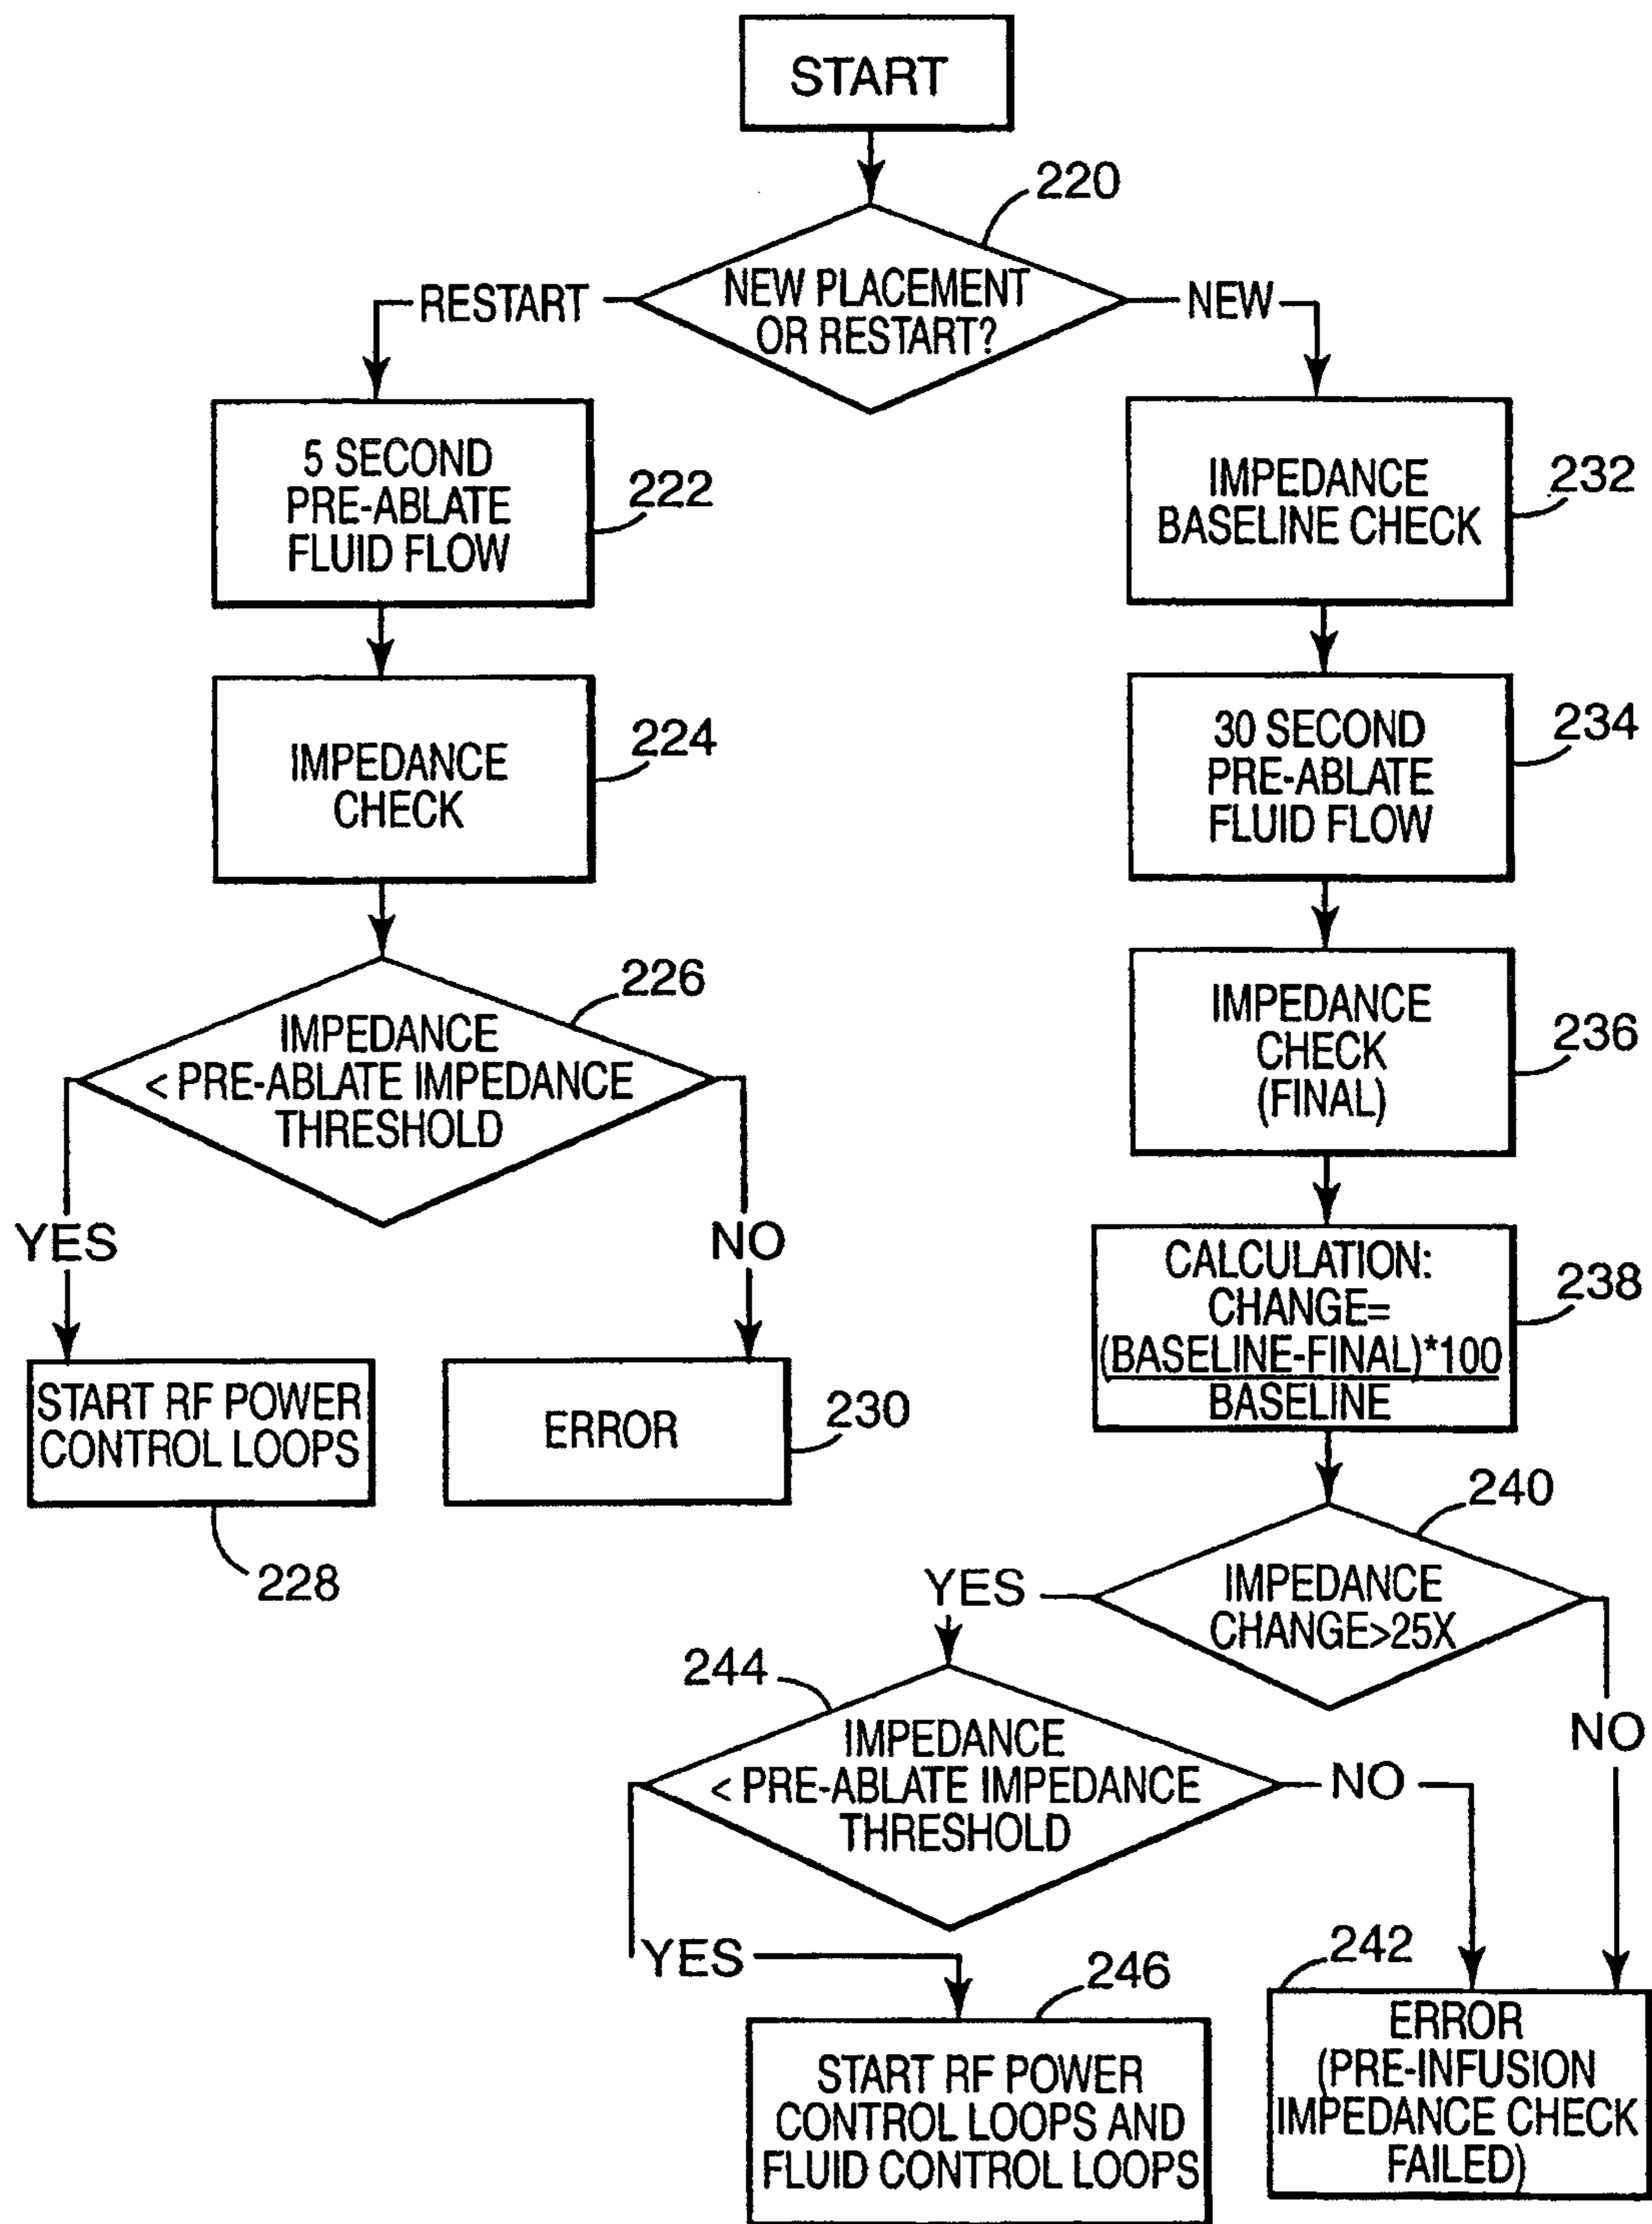 START
220
NEW PLACEMENT
OR RESTART?
RESTART
NEW
5 SECOND
PRE-ABLATE
FLUID FLOW
222
IMPEDANCE
BASELINE CHECK
232
IMPEDANCE
CHECK
224
30 SECOND
PRE-ABLATE
FLUID FLOW
234
IMPEDANCE
< PRE-ABLATE IMPEDANCE
THRESHOLD
226
IMPEDANCE
CHECK
(FINAL)
236
YES
NO
CALCULATION:
CHANGE=
(BASELINE-FINAL)*100
BASELINE
238
START RF POWER
CONTROL LOOPS
228
ERROR
230
240
IMPEDANCE
CHANGE>25X
YES
NO
244
IMPEDANCE
< PRE-ABLATE IMPEDANCE
THRESHOLD
NO
YES
246
START RF POWER
CONTROL LOOPS AND
FLUID CONTROL LOOPS
242
ERROR
(PRE-INFUSION
IMPEDANCE CHECK
FAILED)